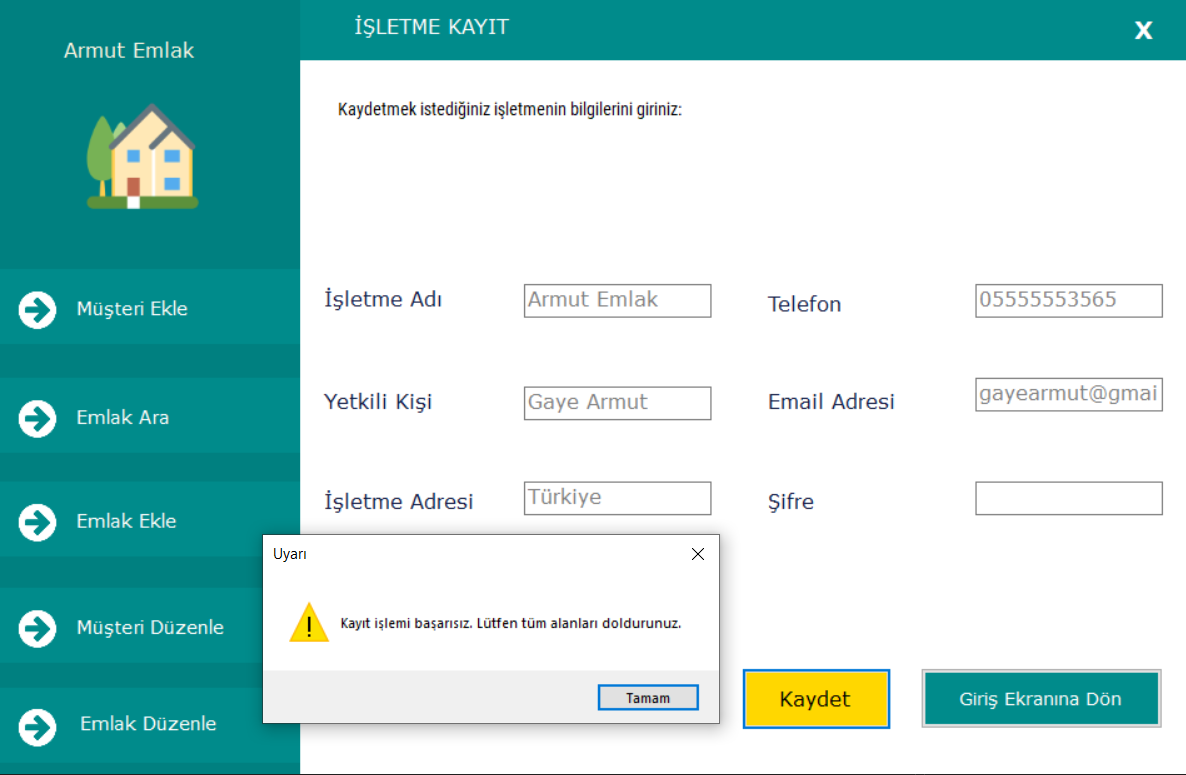 Armut Emlak
İŞLETME KAYIT
X
Kaydetmek istediğiniz işletmenin bilgilerini giriniz:
Müşteri Ekle
Emlak Ara
Emlak Ekle
Müşteri Düzenle
Emlak Düzenle
İşletme Adı
Armut Emlak
Telefon
05555553565
Yetkili Kişi
Gaye Armut
Email Adresi
gayearmut@gmai
İşletme Adresi
Türkiye
Şifre
Uyarı
Kayıt işlemi başarısız. Lütfen tüm alanları doldurunuz.
Tamam
Kaydet
Giriş Ekranına Dön